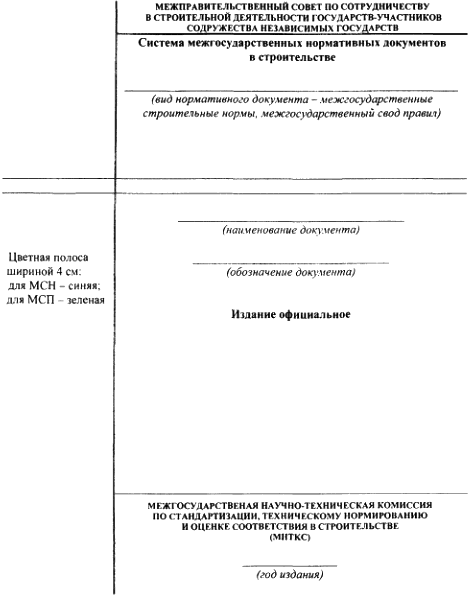 МЕЖПРАВИТЕЛЬСТВЕННЫЙ СОВЕТ ПО СОТРУДНИЧЕСТВУ
В СТРОИТЕЛЬНОЙ ДЕЯТЕЛЬНОСТИ ГОСУДАРСТВ-УЧАСТНИКОВ
СОДРУЖЕСТВА НЕЗАВИСИМЫХ ГОСУДАРСТВ
Система межгосударственных нормативных документов
в строительстве
(вид нормативного документа – межгосударственные
строительные нормы, межгосударственный свод правил)
(наименование документа)
Цветная полоса
шириной 4 см:
для МСН – синяя;
для МСП – зеленая
(обозначение документа)
Издание официальное
МЕЖГОСУДАРСТВЕНАЯ НАУЧНО-ТЕХНИЧЕСКАЯ КОМИССИЯ
ПО СТАНДАРТИЗАЦИИ, ТЕХНИЧЕСКОМУ НОРМИРОВАНИЮ
И ОЦЕНКЕ СООТВЕТСТВИЯ В СТРОИТЕЛЬСТВЕ
(МНТКС)
(год издания)